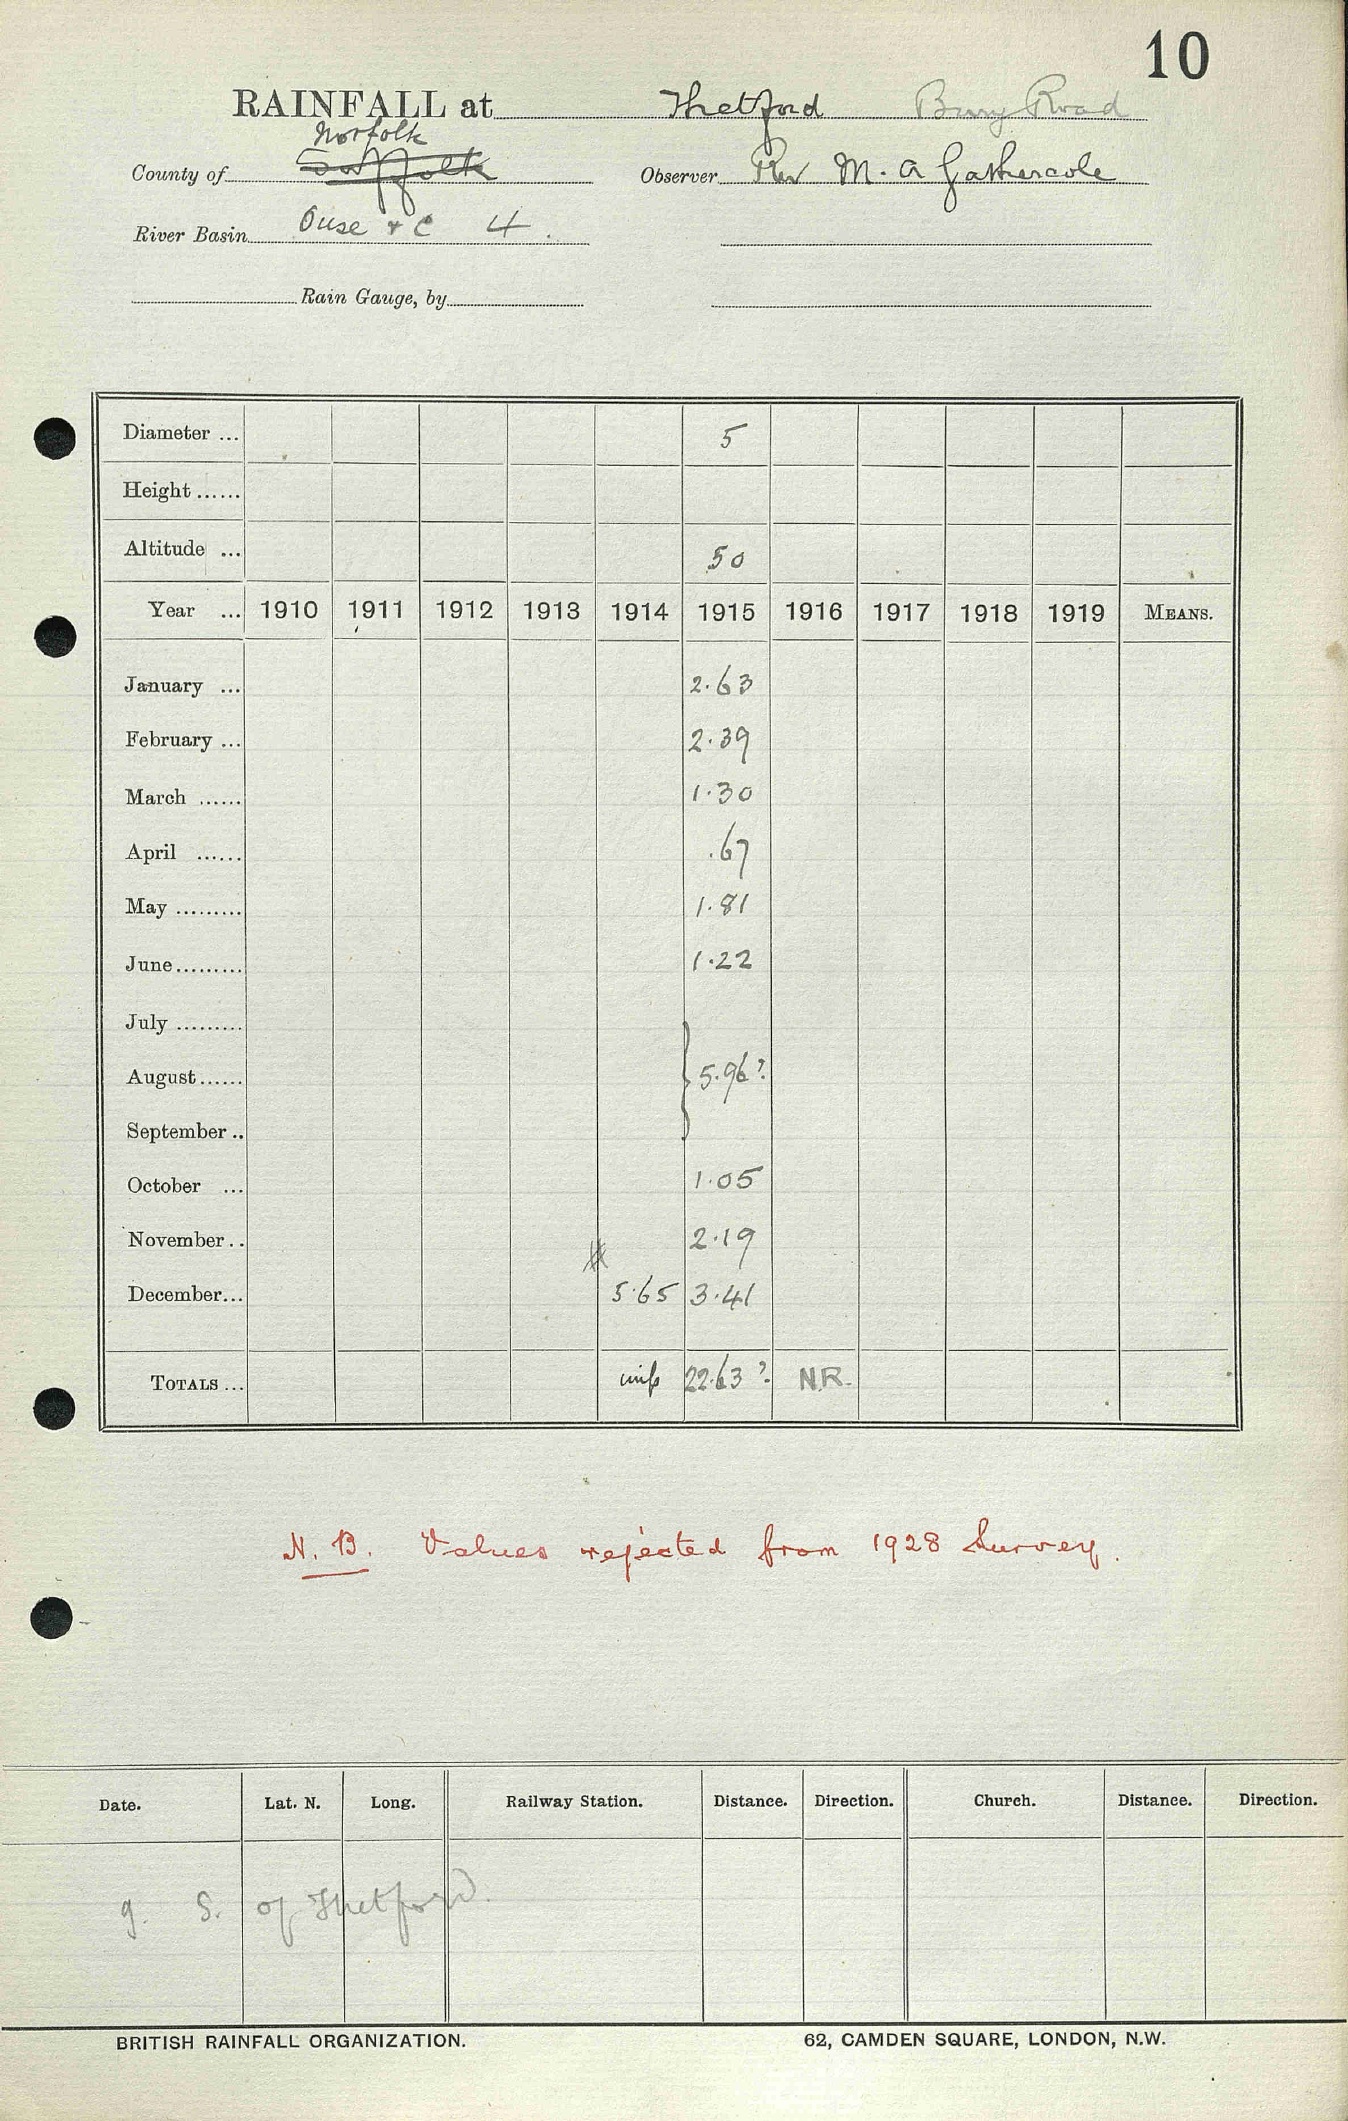 10
RAINFALL at Thetford Bury Road
Norfolk
County of Suffolk Observer Rev M. A Gathercole
River Basin Ouse & C 4.
Rain Gauge, by
Diameter ... 5
Height ......
Altitude ... 50
Year ... 1910 1911 1912 1913 1914 1915 1916 1917 1918 1919 MEANS.
January ... 2.63
February ... 2.39
March ...... 1.30
April ...... .67
May ......... 1.81
June......... 1.22
July .........
August...... } 5.96?
September ..
October ... 1.05
November.. 2.19
December... 5.65 3.41
TOTALS ... 22.63 ? N.R.
N.B. Values rejected from 1928 Survey.
Date. Lat. N. Long. Railway Station. Distance. Direction. Church. Distance. Direction.
g. S. of Thetford.
BRITISH RAINFALL ORGANIZATION. 62, CAMDEN SQUARE, LONDON, N.W.